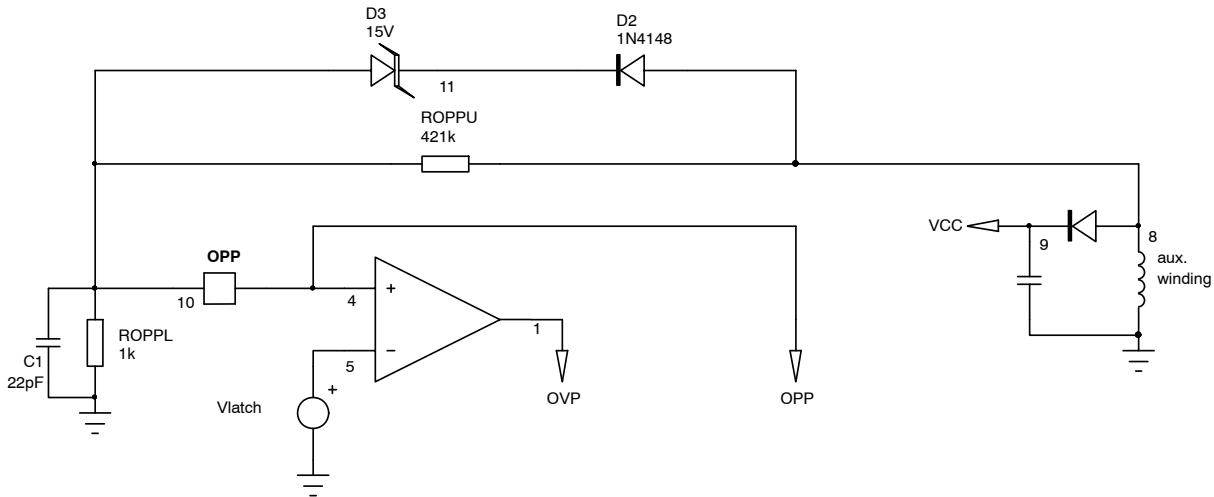 D3
15V
D2
1N4148
11
ROPPU
421k
OPP
VCC
9
8
aux.
winding
10
4
+
ROPPL
1k
C1
22pF
1
5
−
+
Vlatch
OVP
OPP